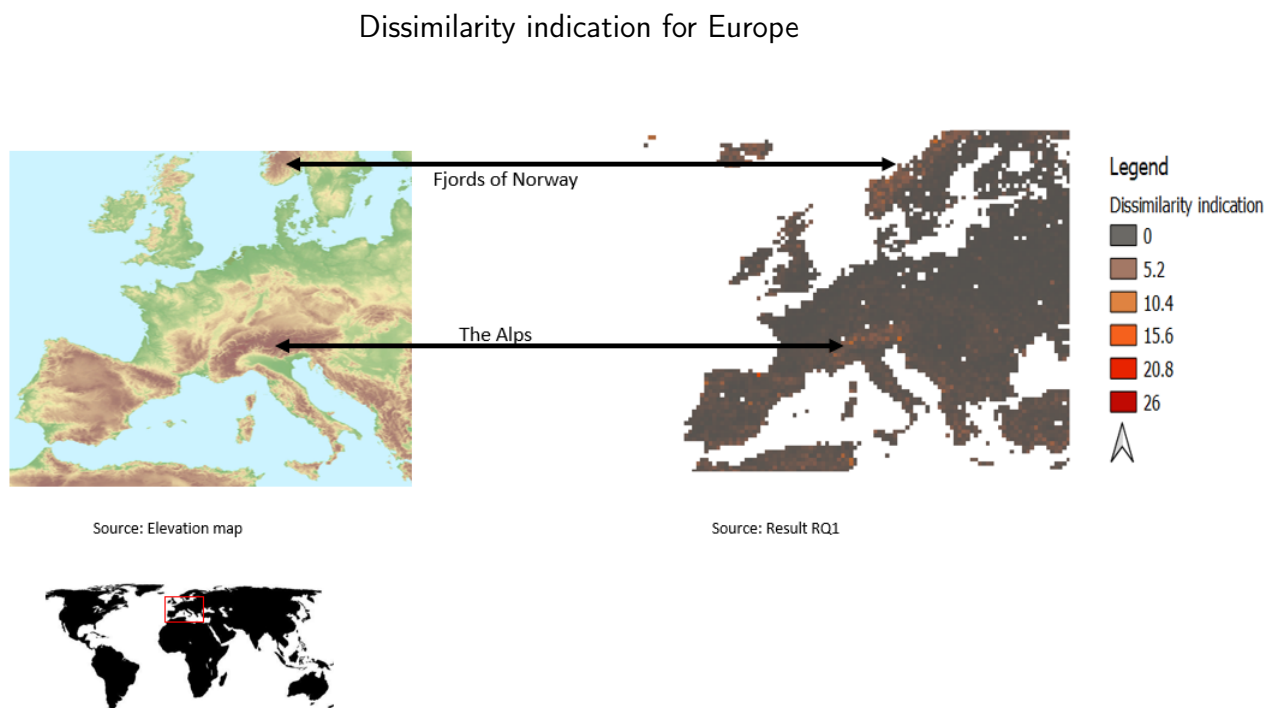 Dissimilarity indication for Europe
Fjords of Norway
The Alps
Legend
Dissimilarity indication
0
5.2
10.4
15.6
20.8
26
Source: Elevation map
Source: Result RQ1